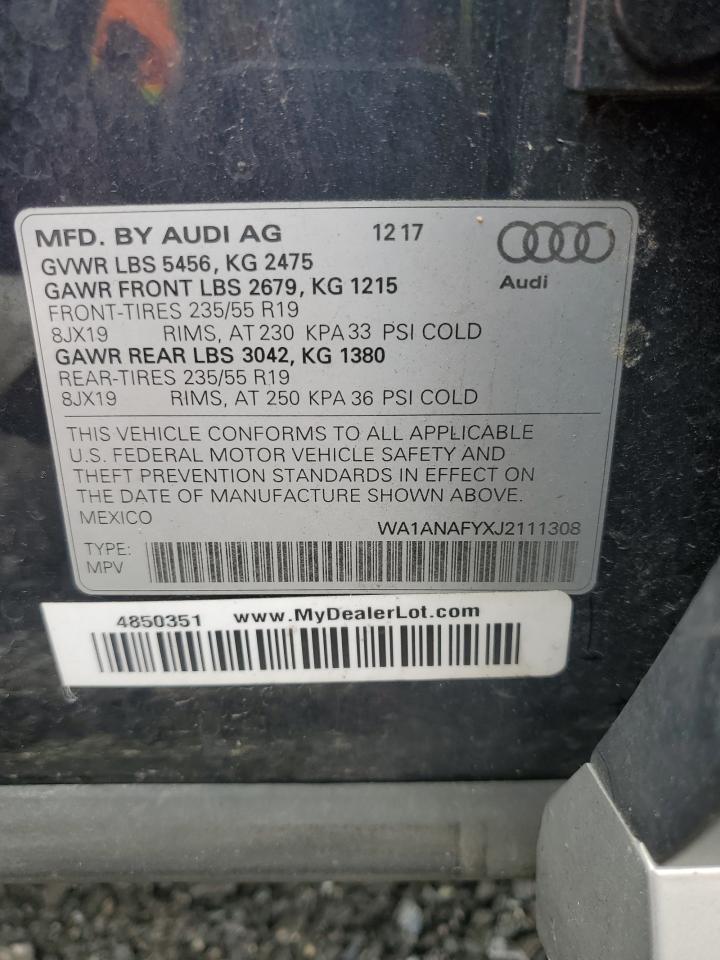 MFD. BY AUDI AG 12 17
GVWR LBS 5456, KG 2475
Audi
GAWR FRONT LBS 2679, KG 1215
FRONT-TIRES 235/55 R19
8JX19 RIMS, AT 230 KPA 33 PSI COLD
GAWR REAR LBS 3042, KG 1380
REAR-TIRES 235/55 R19
8JX19 RIMS, AT 250 KPA 36 PSI COLD
THIS VEHICLE CONFORMS TO ALL APPLICABLE
U.S. FEDERAL MOTOR VEHICLE SAFETY AND
THEFT PREVENTION STANDARDS IN EFFECT ON
THE DATE OF MANUFACTURE SHOWN ABOVE.
MEXICO WA1ANAFYXJ2111308
TYPE:
MPV
4850351 www.MyDealerLot.com